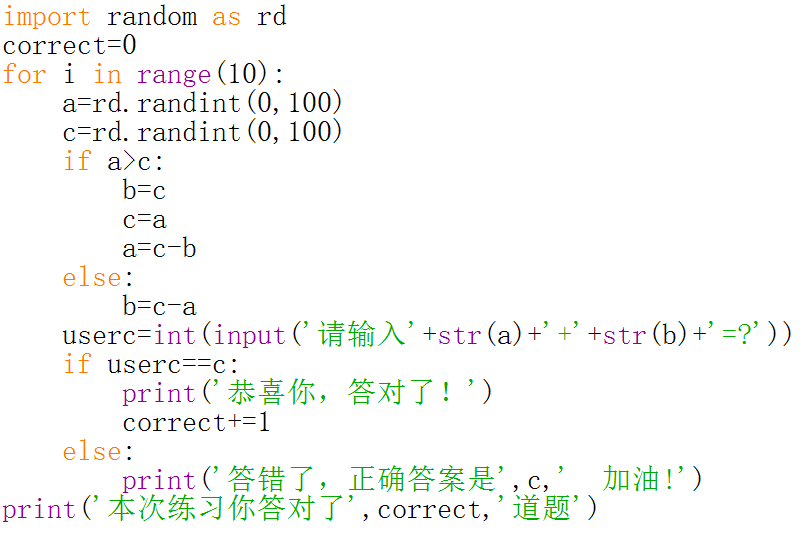 import random as rd
correct=0
for i in range(10):
    a=rd.randint(0,100)
    c=rd.randint(0,100)
    if a>c:
        b=c
        c=a
        a=c-b
    else:
        b=c-a
    userc=int(input('请输入'+str(a)+'+'+str(b)+'=?'))
    if userc==c:
        print('恭喜你，答对了！')
        correct+=1
    else:
        print('答错了，正确答案是',c,'  加油!')
print('本次练习你答对了',correct,'道题')